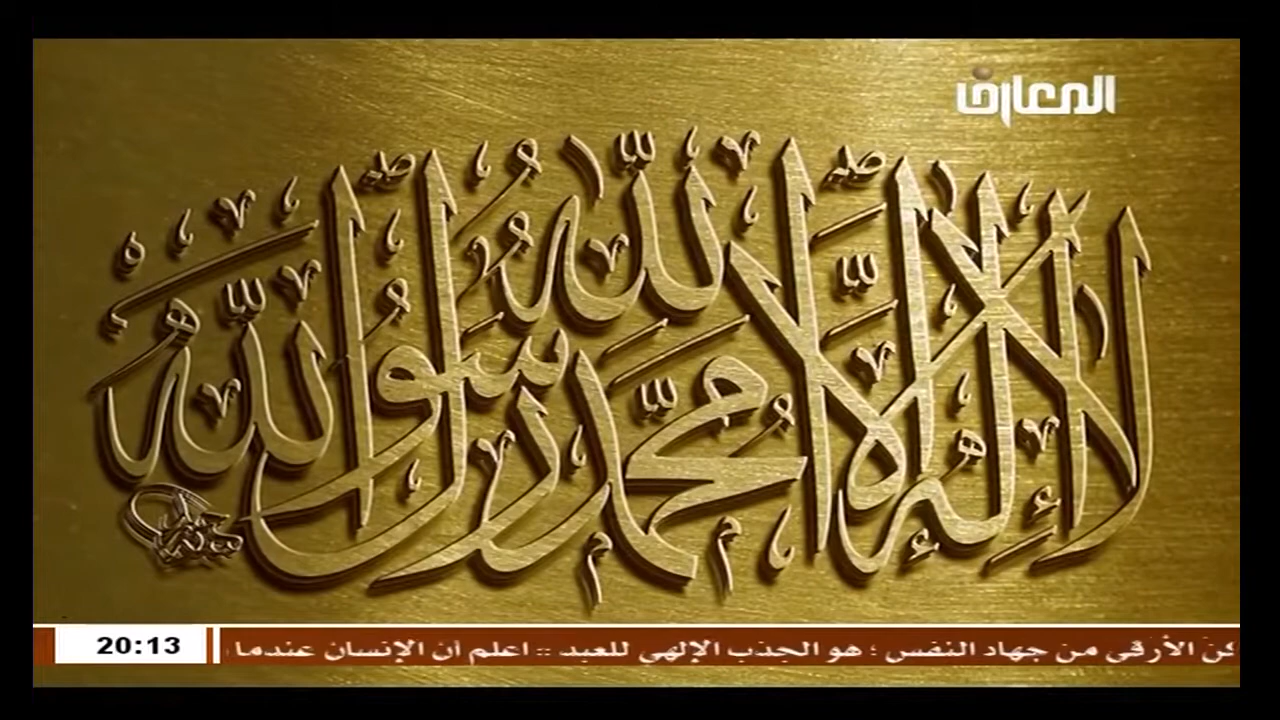 المعارف
لا إله إلا الله محمد رسول الله
20:13
الأرقى من جهاد النفس ؛ هو الجذب الإلهي للعبد :: اعلم أن الإنسان عندما